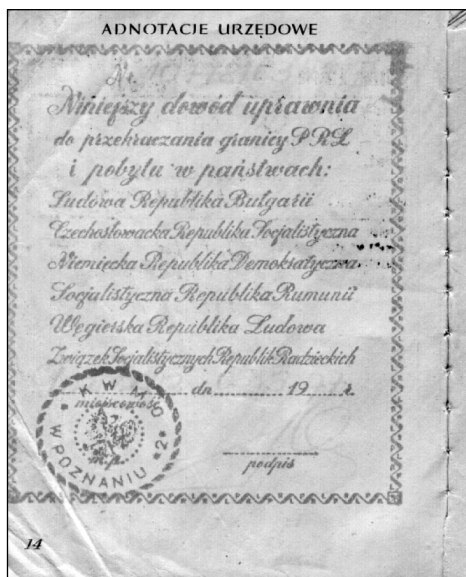 ADNOTACJE URZĘDOWE
Nr
Niniejszy dowód uprawnia
do przekraczania granicy PRL
i pobytu w państwach:
Ludowa Republika Bułgarii
Czechosłowacka Republika Socjalistyczna
Niemiecka Republika Demokratyczna
Socjalistyczna Republika Rumunii
Węgierska Republika Ludowa
Związek Socjalistycznych Republik Radzieckich
dn. 19 r.
miejscowość
K W M O
W POZNANIU
2
m.p.
podpis
14